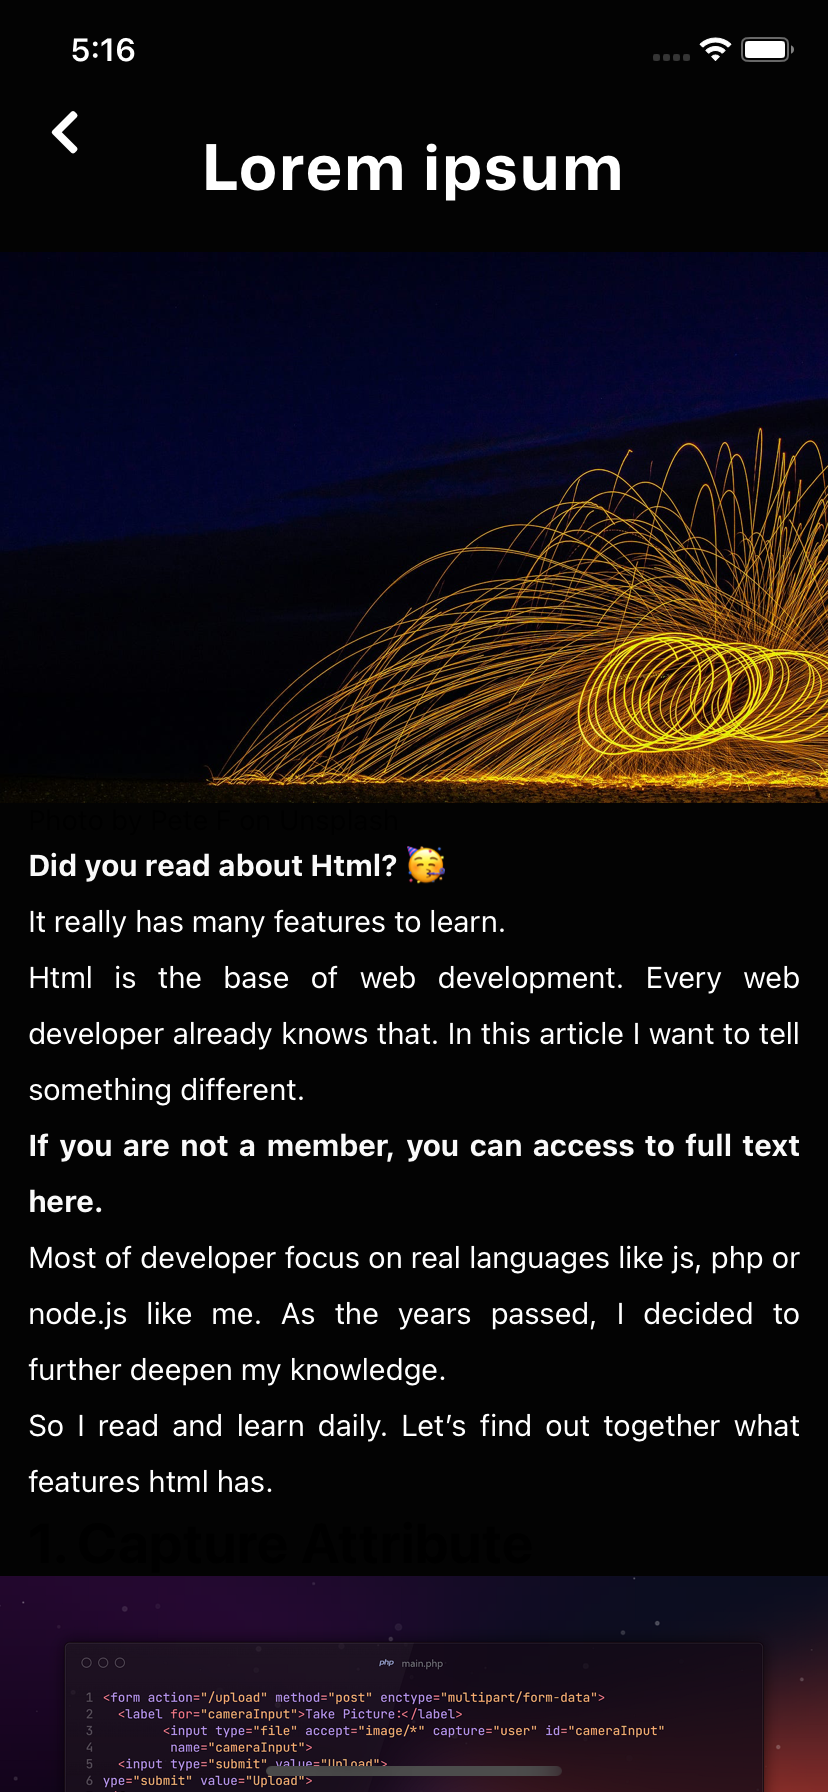 5:16
Lorem ipsum
Photo by Pete F on Unsplash
Did you read about Html? 🥳
It really has many features to learn.
Html is the base of web development. Every web
developer already knows that. In this article I want to tell
something different.
If you are not a member, you can access to full text
here.
Most of developer focus on real languages like js, php or
node.js like me. As the years passed, I decided to
further deepen my knowledge.
So I read and learn daily. Let’s find out together what
features html has.
1. Capture Attribute
php main.php
1 <form action="/upload" method="post" enctype="multipart/form-data">
2 <label for="cameraInput">Take Picture:</label>
3 <input type="file" accept="image/*" capture="user" id="cameraInput"
4 name="cameraInput">
5 <input type="submit" value="Upload">
6 ype="submit" value="Upload">